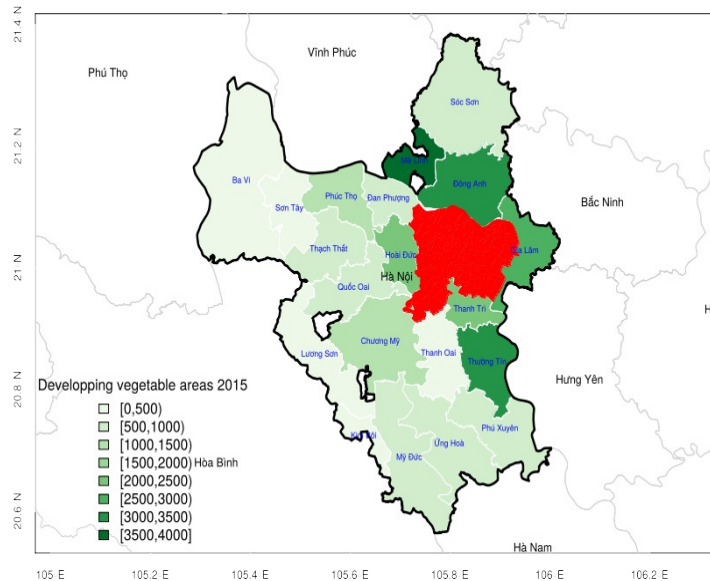 21.4 N
Vĩnh Phúc
Phú Thọ
Sóc Sơn
21.2 N
Mê Linh
Đông Anh
Ba Vì
Phúc Thọ
Đan Phượng
Sơn Tây
Bắc Ninh
Thạch Thất
Hoài Đức
Gia Lâm
21 N
Hà Nội
H
Quốc Oai
Thanh Trì
Chương Mỹ
Lương Sơn
Thanh Oai
Thường Tín
Hưng Yên
20.8 N
Developping vegetable areas 2015
[0,500)
[500,1000)
[1000,1500)
[1500,2000)
[2000,2500)
[2500,3000)
[3000,3500)
[3500,4000]
Phú Xuyên
Kim Bôi
Ứng Hoà
Mỹ Đức
Hòa Bình
20.6 N
Hà Nam
105 E
105.2 E
105.4 E
105.6 E
105.8 E
106 E
106.2 E